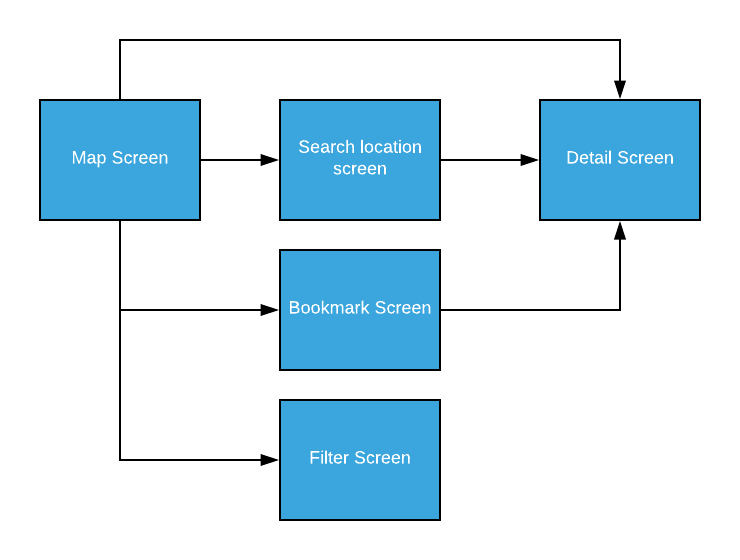 Map Screen
Search location
screen
Detail Screen
Bookmark Screen
Filter Screen